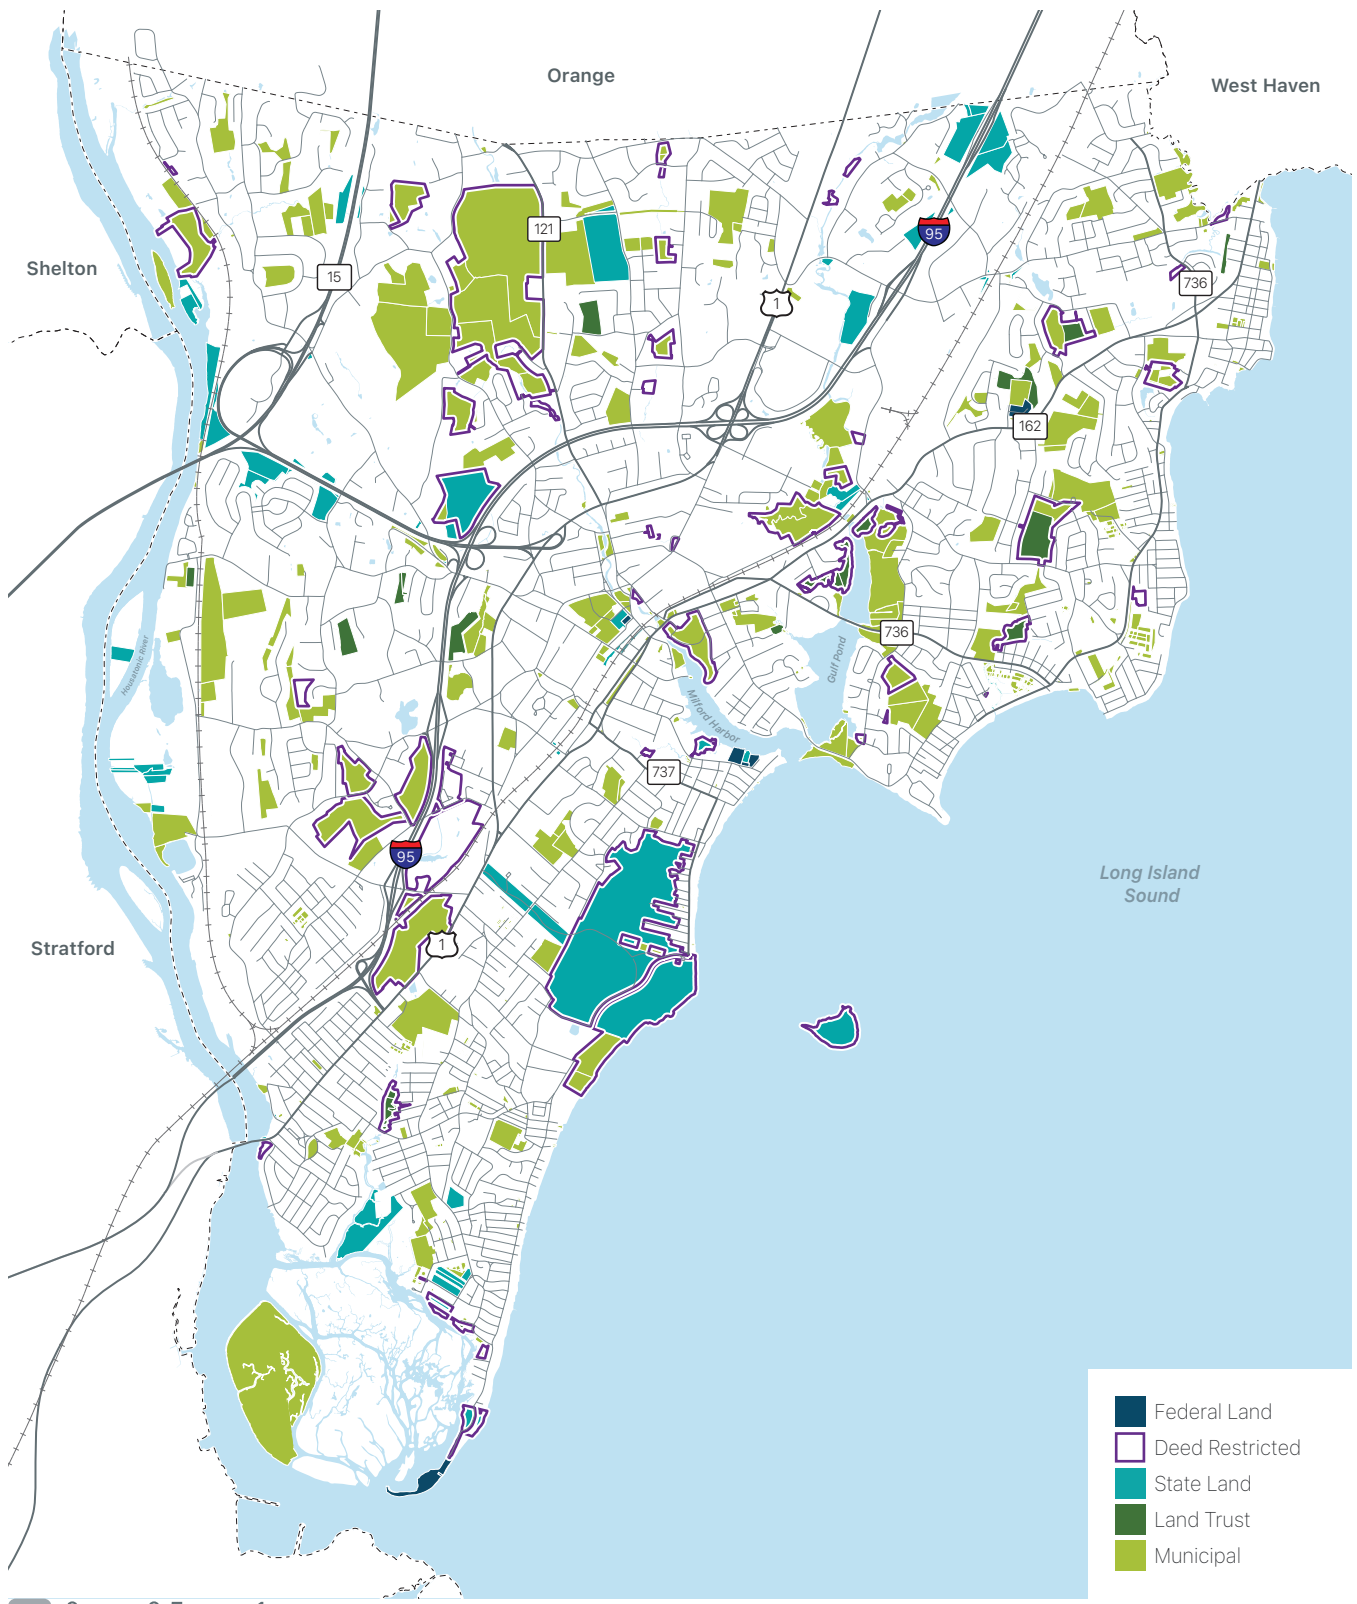 Orange
West Haven
Shelton
121
15
95
1
736
162
736
Housatonic River
Gulf Pond
Milford Harbor
737
95
Long Island
Sound
Stratford
1
Federal Land
Deed Restricted
State Land
Land Trust
Municipal